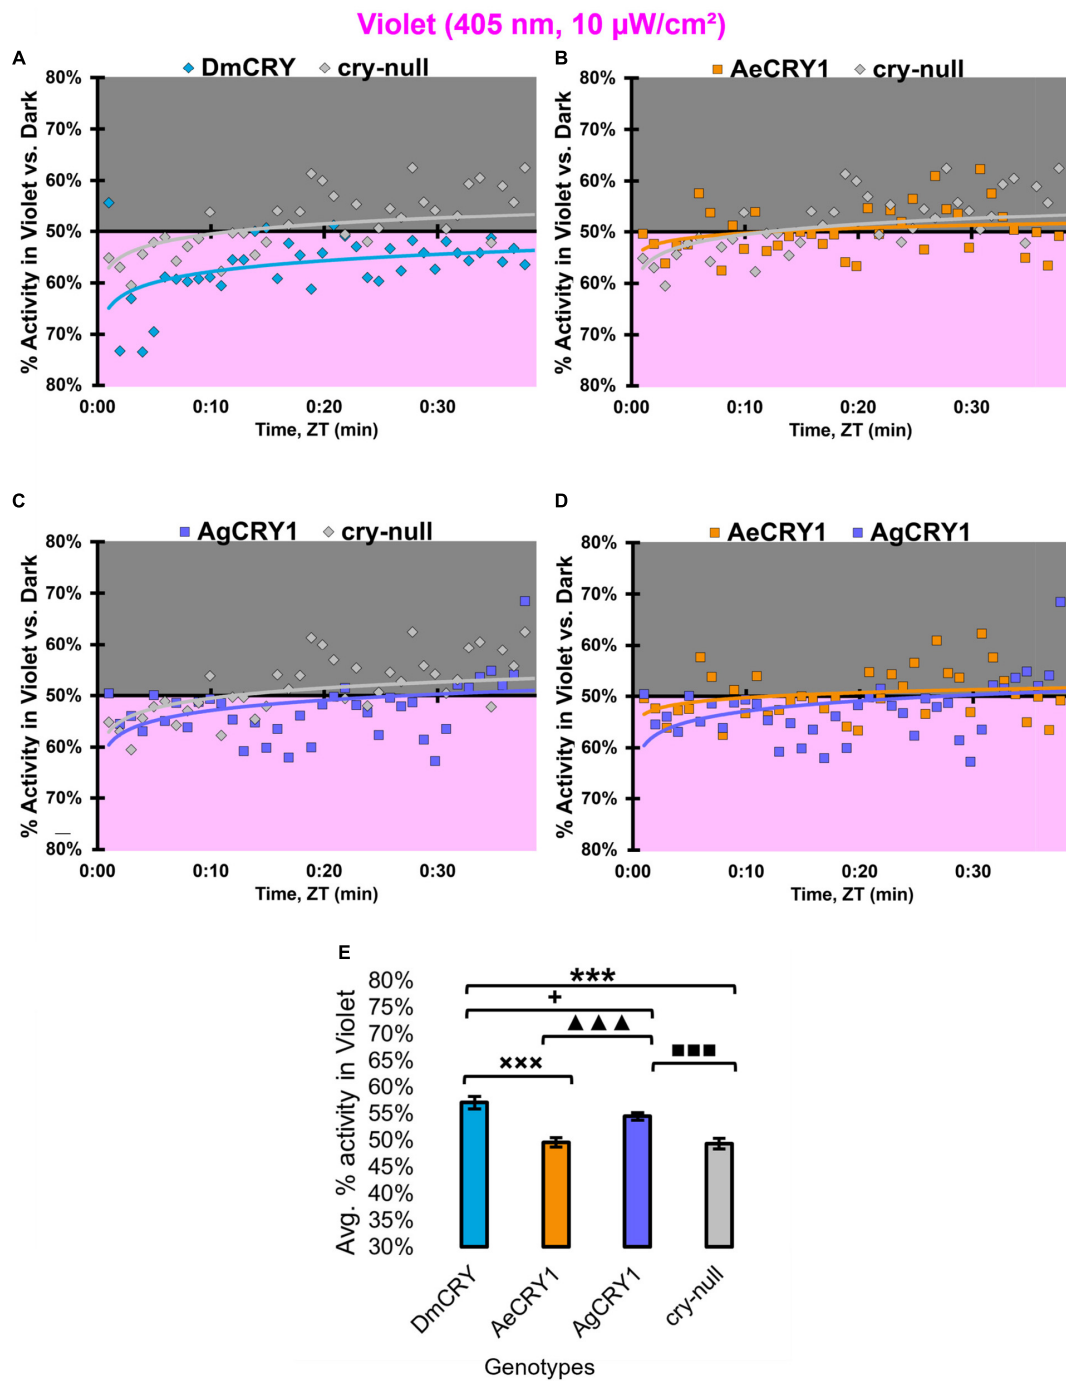 Violet (405 nm, 10 µW/cm²)
A
DmCRY cry-null
% Activity in Violet vs. Dark
80%
70%
60%
50%
60%
70%
80%
0:00 0:10 0:20 0:30
Time, ZT (min)
B
AeCRY1 cry-null
% Activity in Violet vs. Dark
80%
70%
60%
50%
60%
70%
80%
0:00 0:10 0:20 0:30
Time, ZT (min)
C
AgCRY1 cry-null
% Activity in Violet vs. Dark
80%
70%
60%
50%
60%
70%
80%
0:00 0:10 0:20 0:30
Time, ZT (min)
D
AeCRY1 AgCRY1
% Activity in Violet vs. Dark
80%
70%
60%
50%
60%
70%
80%
0:00 0:10 0:20 0:30
Time, ZT (min)
E
Avg. % activity in Violet
80%
75%
70%
65%
60%
55%
50%
45%
40%
35%
30%
***
+
▲▲▲
■■■
×××
DmCRY AeCRY1 AgCRY1 cry-null
Genotypes